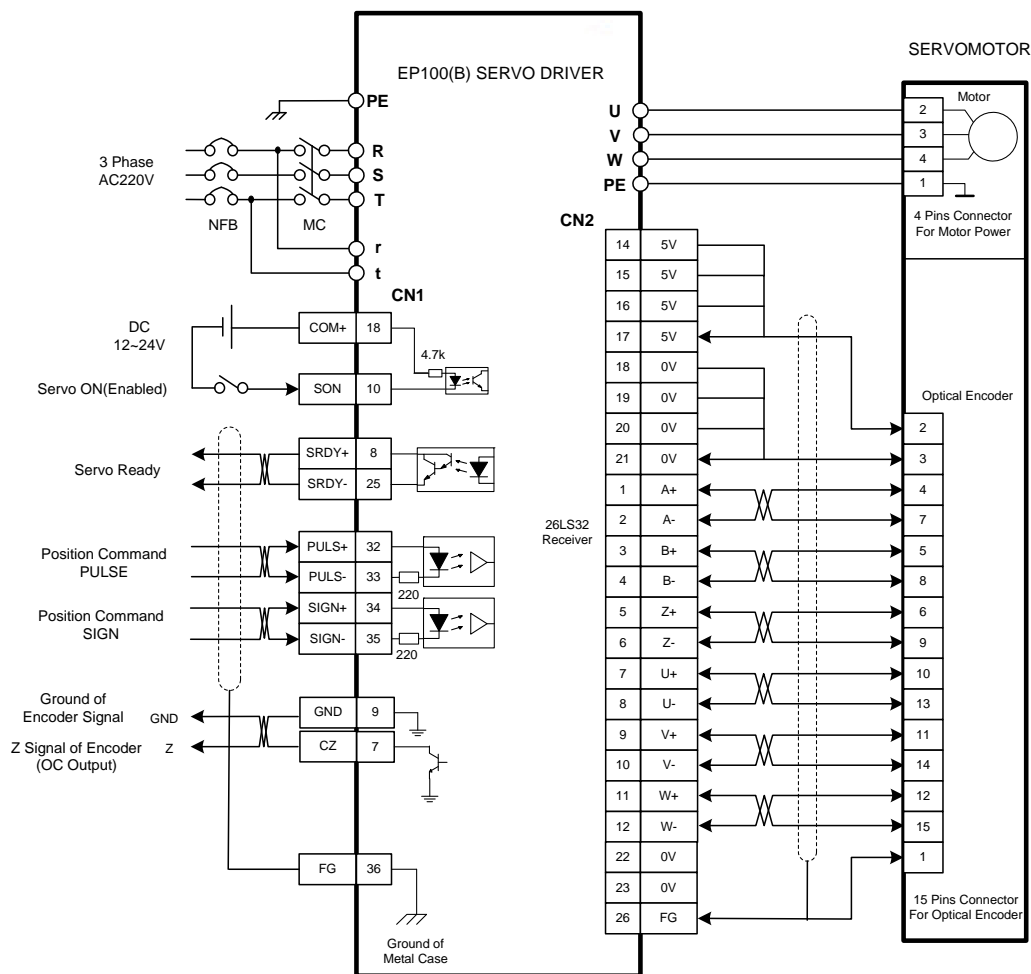 SERVOMOTOR
EP100(B) SERVO DRIVER
PE
R
S
T
r
t
3 Phase
AC220V
NFB
MC
U
V
W
PE
2
3
4
1
Motor
4 Pins Connector
For Motor Power
CN1
DC
12~24V
COM+ 18
4.7k
Servo ON(Enabled)
SON 10
Servo Ready
SRDY+ 8
SRDY- 25
Position Command
PULSE
PULS+ 32
PULS- 33
220
Position Command
SIGN
SIGN+ 34
SIGN- 35
220
Ground of
Encoder Signal
GND
GND 9
Z Signal of Encoder
(OC Output)
Z
CZ 7
FG 36
Ground of
Metal Case
CN2
14 5V
15 5V
16 5V
17 5V
18 0V
19 0V
20 0V
21 0V
1 A+
2 A-
3 B+
4 B-
5 Z+
6 Z-
7 U+
8 U-
9 V+
10 V-
11 W+
12 W-
22 0V
23 0V
26 FG
26LS32
Receiver
Optical Encoder
2
3
4
7
5
8
6
9
10
13
11
14
12
15
1
15 Pins Connector
For Optical Encoder